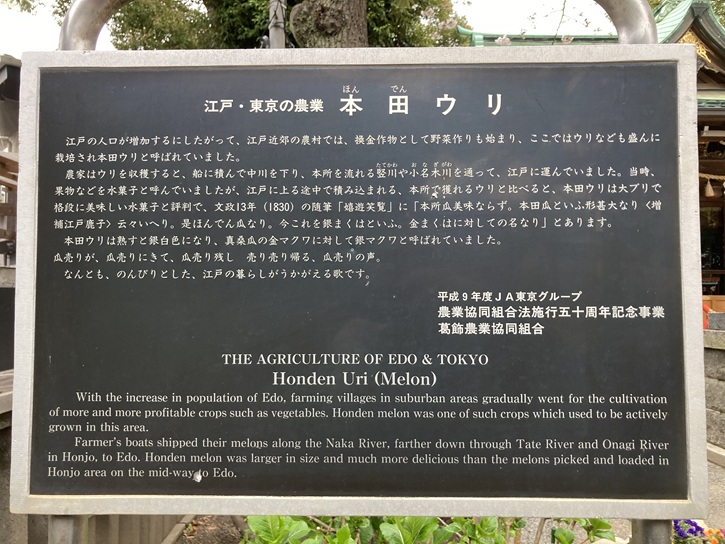 江戸・東京の農業 本田ウリ
ほん でん
江戸の人口が増加するにしたがって、江戸近郊の農村では、換金作物として野菜作りも始まり、ここではウリなども盛んに
栽培され本田ウリと呼ばれていました。
たてかわ お な ぎ がわ
農家はウリを収穫すると、船に積んで中川を下り、本所を流れる竪川や小名木川を通って、江戸に運んでいました。当時、
果物などを水菓子と呼んでいましたが、江戸に上る途中で積み込まれる、本所で獲れるウリと比べると、本田ウリは大ブリで
格段に美味しい水菓子と評判で、文政13年（1830）の随筆「嬉遊笑覧」に「本所瓜美味ならず。本田瓜といふ形甚大なり〈増
補江戸鹿子〉云々いへり。是ほんでん瓜なり。今これを銀まくはといふ。金まくはに対しての名なり」とあります。
本田ウリは熟すと銀白色になり、真桑瓜の金マクワに対して銀マクワと呼ばれていました。
瓜売りが、瓜売りにきて、瓜売り残し 売り売り帰る、瓜売りの声。
なんとも、のんびりとした、江戸の暮らしがうかがえる歌です。
平成9年度JA東京グループ
農業協同組合法施行五十周年記念事業
葛飾農業協同組合
THE AGRICULTURE OF EDO & TOKYO
Honden Uri (Melon)
With the increase in population of Edo, farming villages in suburban areas gradually went for the cultivation
of more and more profitable crops such as vegetables. Honden melon was one of such crops which used to be actively
grown in this area.
Farmer's boats shipped their melons along the Naka River, farther down through Tate River and Onagi River
in Honjo, to Edo. Honden melon was larger in size and much more delicious than the melons picked and loaded in
Honjo area on the mid-way to Edo.